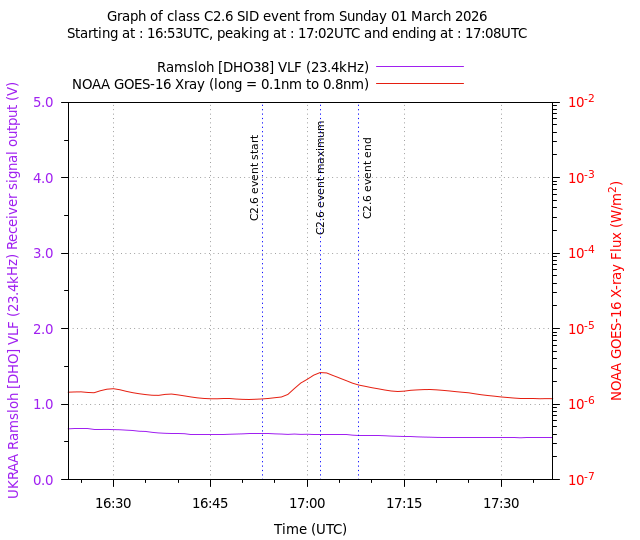 Graph of class C2.6 SID event from Sunday 01 March 2026
Starting at : 16:53UTC, peaking at : 17:02UTC and ending at : 17:08UTC
Ramsloh [DHO38] VLF (23.4kHz)
NOAA GOES-16 Xray (long = 0.1nm to 0.8nm)
UKRAA Ramsloh [DHO] VLF (23.4kHz) Receiver signal output (V)
5.0
4.0
3.0
2.0
1.0
0.0
C2.6 event start
C2.6 event maximum
C2.6 event end
10-2
10-3
10-4
10-5
10-6
10-7
NOAA GOES-16 X-ray Flux (W/m²)
16:30 16:45 17:00 17:15 17:30
Time (UTC)